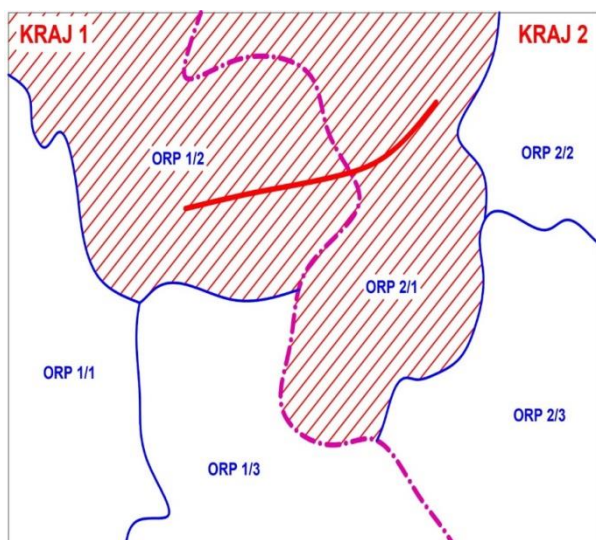 KRAJ 1
KRAJ 2
ORP 1/2
ORP 2/2
ORP 2/1
ORP 1/1
ORP 2/3
ORP 1/3